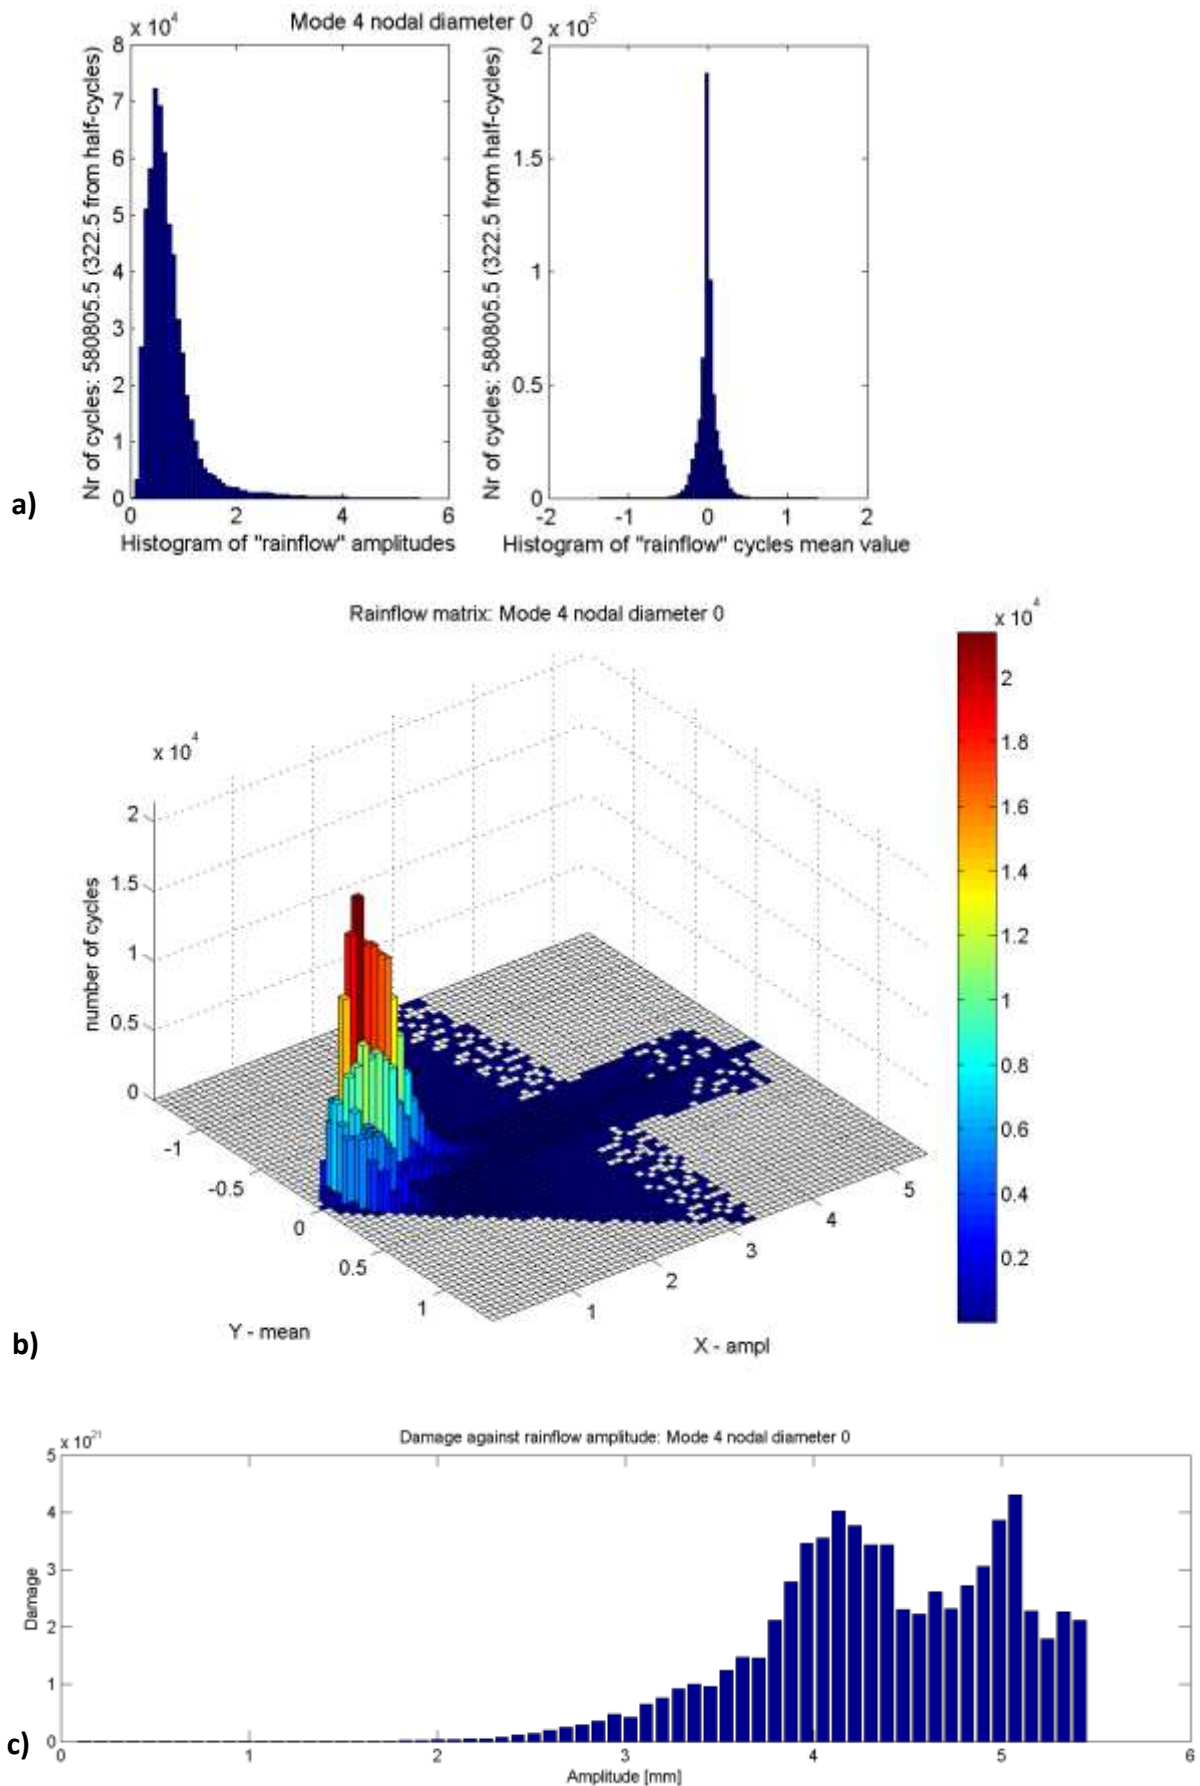 Mode 4 nodal diameter 0
x 10^4
8
7
6
5
4
3
2
1
0
0 2 4 6
Nr of cycles: 580805.5 (322.5 from half-cycles)
Histogram of "rainflow" amplitudes
x 10^5
2
1.5
1
0.5
0
-2 -1 0 1 2
Nr of cycles: 580805.5 (322.5 from half-cycles)
Histogram of "rainflow" cycles mean value
a)
Rainflow matrix: Mode 4 nodal diameter 0
x 10^4
2
1.5
1
0.5
0
number of cycles
-1
-0.5
0
0.5
1
Y - mean
1
2
3
4
5
X - ampl
x 10^4
2
1.8
1.6
1.4
1.2
1
0.8
0.6
0.4
0.2
b)
Damage against rainflow amplitude: Mode 4 nodal diameter 0
x 10^21
5
4
3
2
1
0
Damage
0 1 2 3 4 5 6
Amplitude [mm]
c)